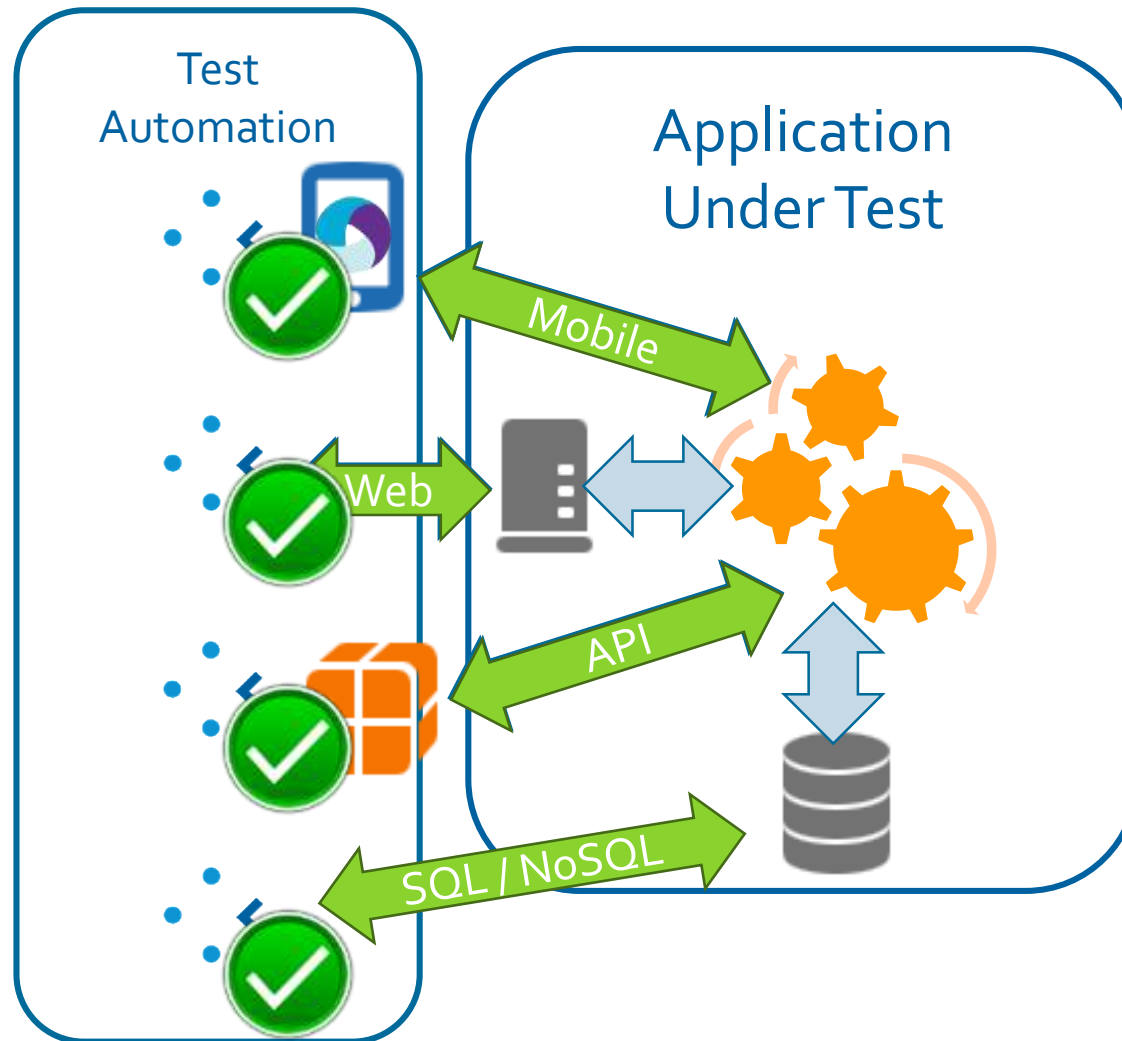 Test
Automation
Application
Under Test
Mobile
Web
API
SQL / NoSQL